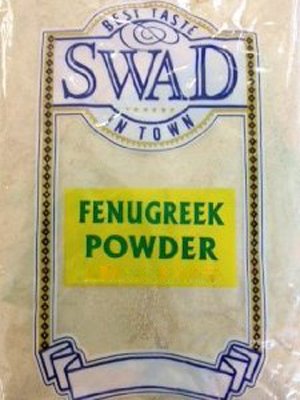 BEST TASTE
SWAD
IN TOWN
FENUGREEK
POWDER